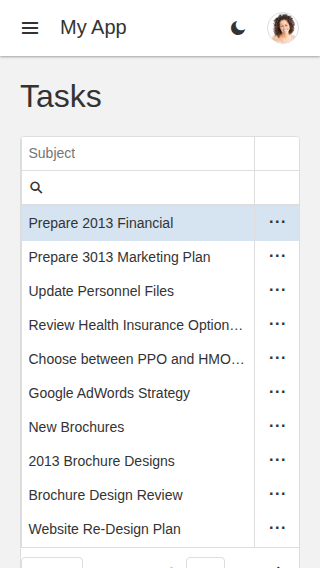 My App
Tasks
Subject
Prepare 2013 Financial
Prepare 3013 Marketing Plan
Update Personnel Files
Review Health Insurance Option…
Choose between PPO and HMO…
Google AdWords Strategy
New Brochures
2013 Brochure Designs
Brochure Design Review
Website Re-Design Plan